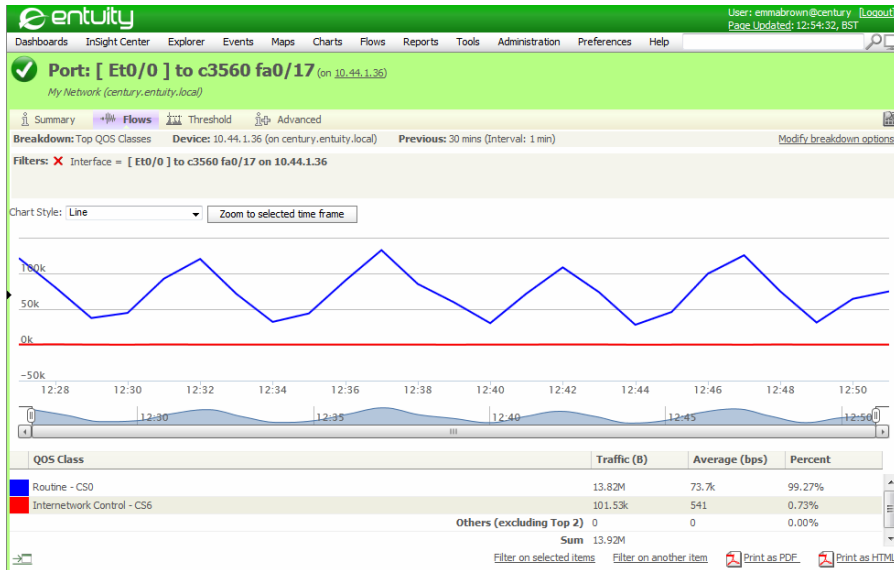 entuity
User: emmabrown@century [Logout]
Page Updated: 12:54:32, BST
Dashboards InSight Center Explorer Events Maps Charts Flows Reports Tools Administration Preferences Help
Port: [ Et0/0 ] to c3560 fa0/17 (on 10.44.1.36)
My Network (century.entuity.local)
Summary Flows Threshold Advanced
Breakdown: Top QOS Classes Device: 10.44.1.36 (on century.entuity.local) Previous: 30 mins (Interval: 1 min) Modify breakdown options
Filters: X Interface = [ Et0/0 ] to c3560 fa0/17 on 10.44.1.36
Chart Style: Line Zoom to selected time frame
100k
50k
0k
-50k
12:28 12:30 12:32 12:34 12:36 12:38 12:40 12:42 12:44 12:46 12:48 12:50
12:30 12:35 12:40 12:45 12:50
QOS Class Traffic (B) Average (bps) Percent
Routine - CS0 13.82M 73.7k 99.27%
Internetwork Control - CS6 101.53k 541 0.73%
Others (excluding Top 2) 0 0 0.00%
Sum 13.92M
Filter on selected items Filter on another item Print as PDF Print as HTML